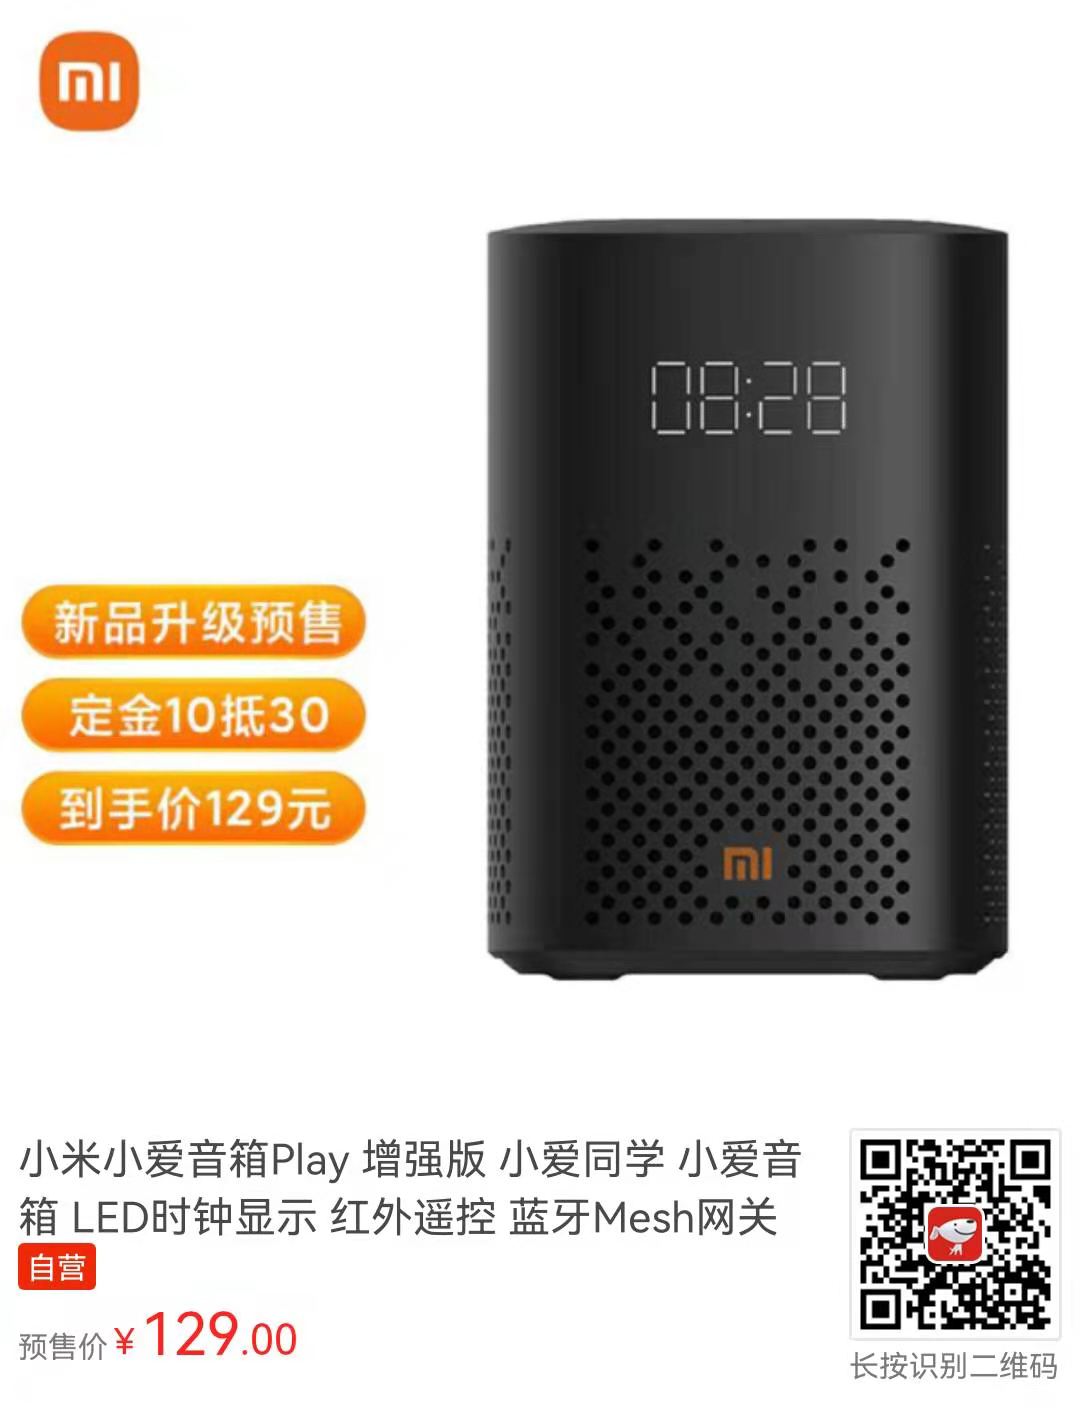 mi
08:28
新品升级预售
定金10抵30
到手价129元
mi
小米小爱音箱Play 增强版 小爱同学 小爱音
箱 LED时钟显示 红外遥控 蓝牙Mesh网关
自营
预售价 ¥129.00
长按识别二维码